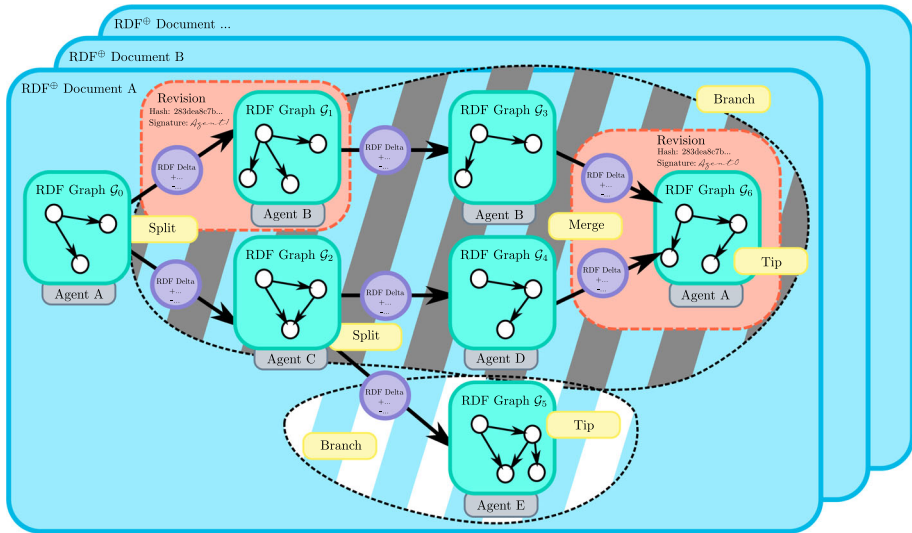 RDF⊕ Document ...
RDF⊕ Document B
RDF⊕ Document A
Revision
Hash: 283dea8c7b...
Signature: Agent1
RDF Graph 𝒢1
Agent B
RDF Delta
+...
-...
RDF Graph 𝒢0
Agent A
Split
RDF Delta
+...
-...
RDF Delta
+...
-...
RDF Graph 𝒢3
Agent B
Branch
RDF Graph 𝒢2
Agent C
Split
RDF Delta
+...
-...
RDF Graph 𝒢4
Agent D
RDF Delta
+...
-...
Merge
RDF Delta
+...
-...
Revision
Hash: 283dea8c7b...
Signature: Agent0
RDF Graph 𝒢6
Tip
Agent A
RDF Delta
+...
-...
Branch
RDF Graph 𝒢5
Tip
Agent E